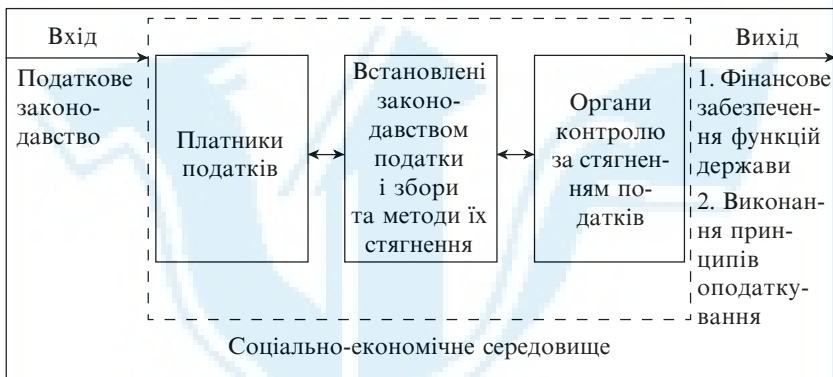 Вхід
Податкове
законо-
давство
Платники
податків
Встановлені
законо-
давством
податки
і збори
та методи їх
стягнення
Органи
контролю
за стягнен-
ням по-
датків
Вихід
1. Фінансове
забезпечен-
ня функцій
держави
2. Виконан-
ня прин-
ципів
оподатку-
вання
Соціально-економічне середовище